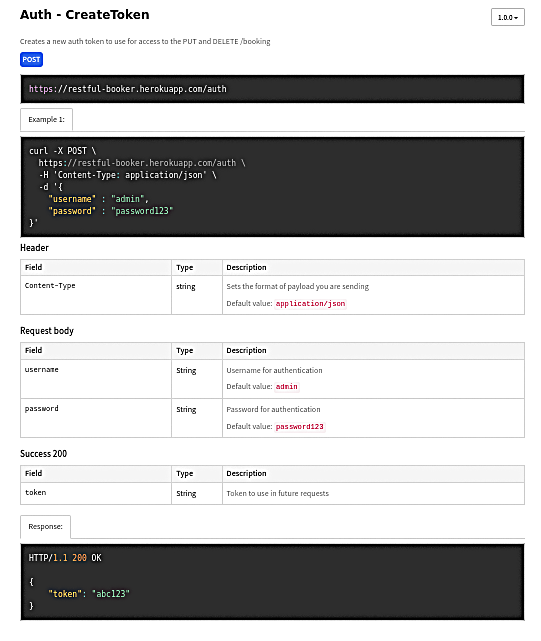 Auth - CreateToken
1.0.0
Creates a new auth token to use for access to the PUT and DELETE /booking
POST
https://restful-booker.herokuapp.com/auth
Example 1:
curl -X POST \
https://restful-booker.herokuapp.com/auth \
-H 'Content-Type: application/json' \
-d '{
"username" : "admin",
"password" : "password123"
}'
Header
Field Type Description
Content-Type string Sets the format of payload you are sending
Default value: application/json
Request body
Field Type Description
username String Username for authentication
Default value: admin
password String Password for authentication
Default value: password123
Success 200
Field Type Description
token String Token to use in future requests
Response:
HTTP/1.1 200 OK
{
"token": "abc123"
}